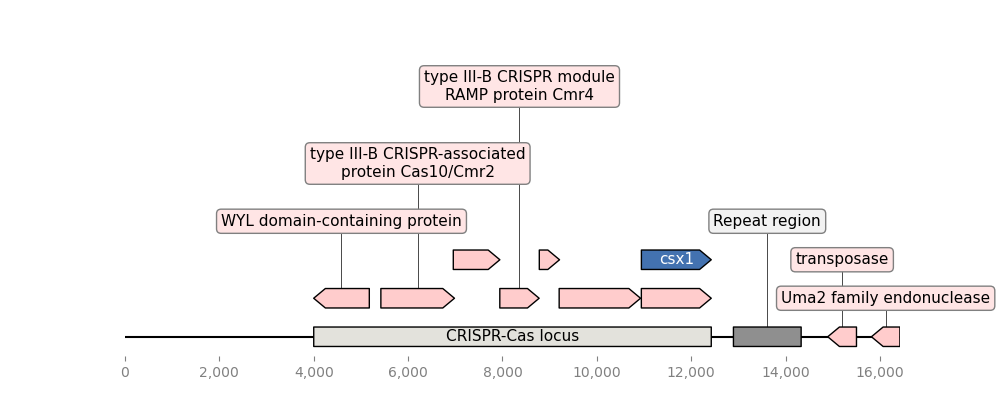 type III-B CRISPR module
RAMP protein Cmr4
type III-B CRISPR-associated
protein Cas10/Cmr2
WYL domain-containing protein
Repeat region
csx1
transposase
Uma2 family endonuclease
CRISPR-Cas locus
0 2,000 4,000 6,000 8,000 10,000 12,000 14,000 16,000